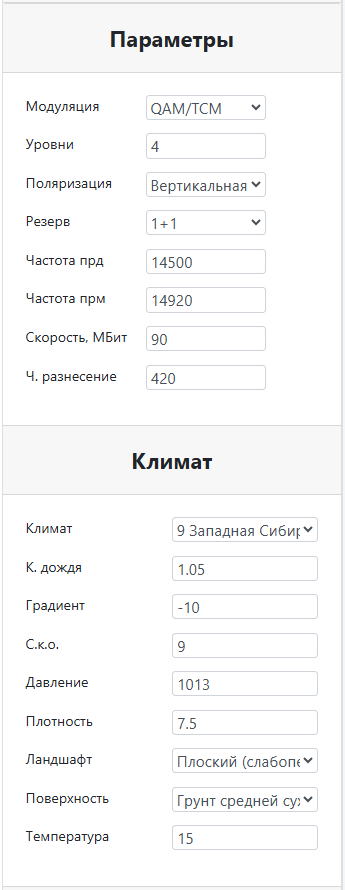 Параметры
Модуляция QAM/TCM
Уровни 4
Поляризация Вертикальная
Резерв 1+1
Частота прд 14500
Частота прм 14920
Скорость, МБит 90
Ч. разнесение 420
Климат
Климат 9 Западная Сибир
К. дождя 1.05
Градиент -10
С.к.о. 9
Давление 1013
Плотность 7.5
Ландшафт Плоский (слабопе
Поверхность Грунт средней сух
Температура 15